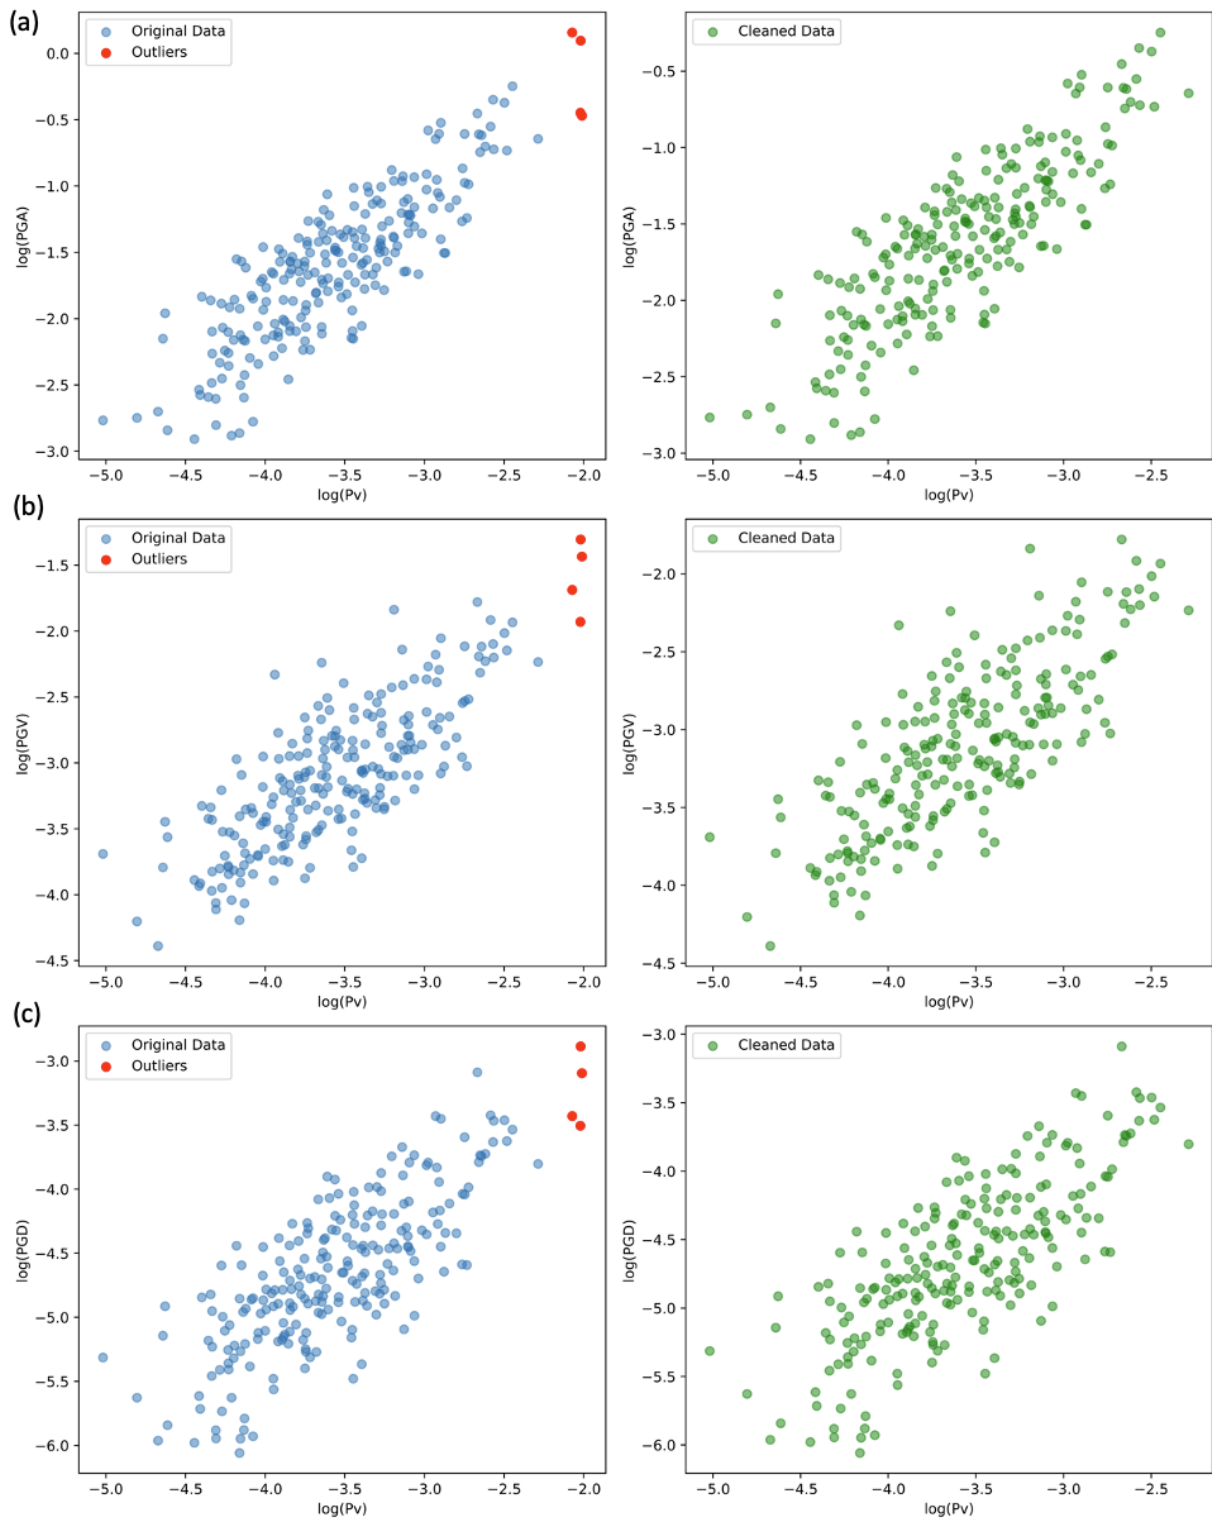 (a)
Original Data
Outliers
0.0
−0.5
−1.0
−1.5
−2.0
−2.5
−3.0
log(PGA)
−5.0 −4.5 −4.0 −3.5 −3.0 −2.5 −2.0
log(Pv)
Cleaned Data
−0.5
−1.0
−1.5
−2.0
−2.5
−3.0
log(PGA)
−5.0 −4.5 −4.0 −3.5 −3.0 −2.5
log(Pv)
(b)
Original Data
Outliers
−1.5
−2.0
−2.5
−3.0
−3.5
−4.0
−4.5
log(PGV)
−5.0 −4.5 −4.0 −3.5 −3.0 −2.5 −2.0
log(Pv)
Cleaned Data
−2.0
−2.5
−3.0
−3.5
−4.0
−4.5
log(PGV)
−5.0 −4.5 −4.0 −3.5 −3.0 −2.5
log(Pv)
(c)
Original Data
Outliers
−3.0
−3.5
−4.0
−4.5
−5.0
−5.5
−6.0
log(PGD)
−5.0 −4.5 −4.0 −3.5 −3.0 −2.5 −2.0
log(Pv)
Cleaned Data
−3.0
−3.5
−4.0
−4.5
−5.0
−5.5
−6.0
log(PGD)
−5.0 −4.5 −4.0 −3.5 −3.0 −2.5
log(Pv)